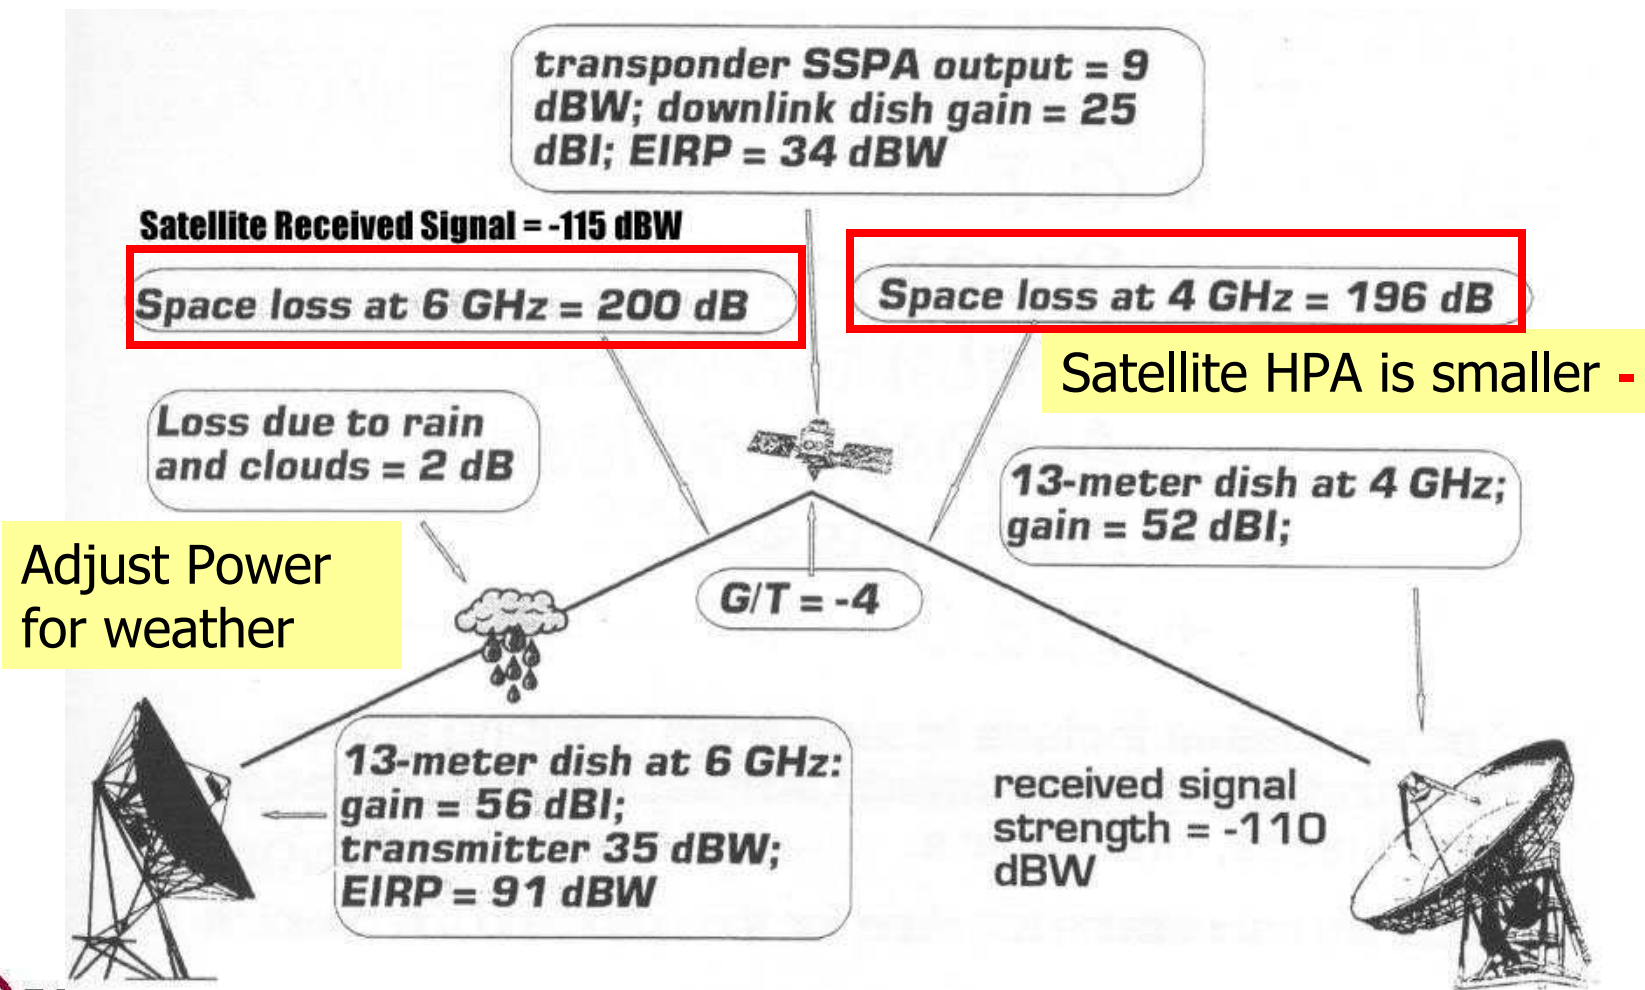 transponder SSPA output = 9
dBW; downlink dish gain = 25
dBI; EIRP = 34 dBW
Satellite Received Signal = -115 dBW
Space loss at 6 GHz = 200 dB
Space loss at 4 GHz = 196 dB
Satellite HPA is smaller -
Loss due to rain
and clouds = 2 dB
13-meter dish at 4 GHz;
gain = 52 dBI;
Adjust Power
for weather
G/T = -4
13-meter dish at 6 GHz:
gain = 56 dBI;
transmitter 35 dBW;
EIRP = 91 dBW
received signal
strength = -110
dBW